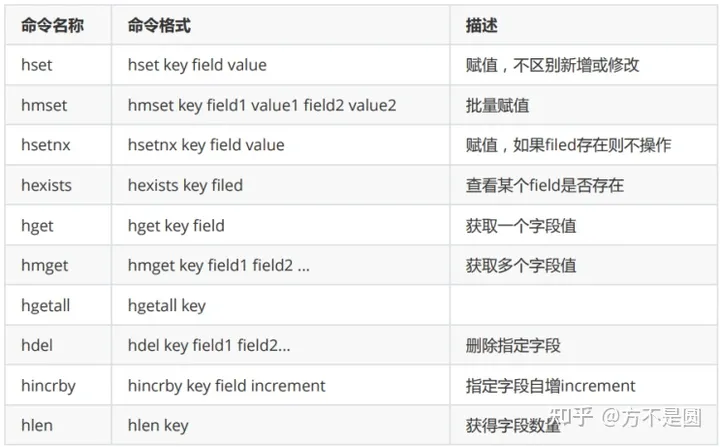 命令名称 命令格式 描述
hset hset key field value 赋值，不区别新增或修改
hmset hmset key field1 value1 field2 value2 批量赋值
hsetnx hsetnx key field value 赋值，如果filed存在则不操作
hexists hexists key filed 查看某个field是否存在
hget hget key field 获取一个字段值
hmget hmget key field1 field2 ... 获取多个字段值
hgetall hgetall key
hdel hdel key field1 field2... 删除指定字段
hincrby hincrby key field increment 指定字段自增increment
hlen hlen key 获得字段数量
知乎 @方不是圆